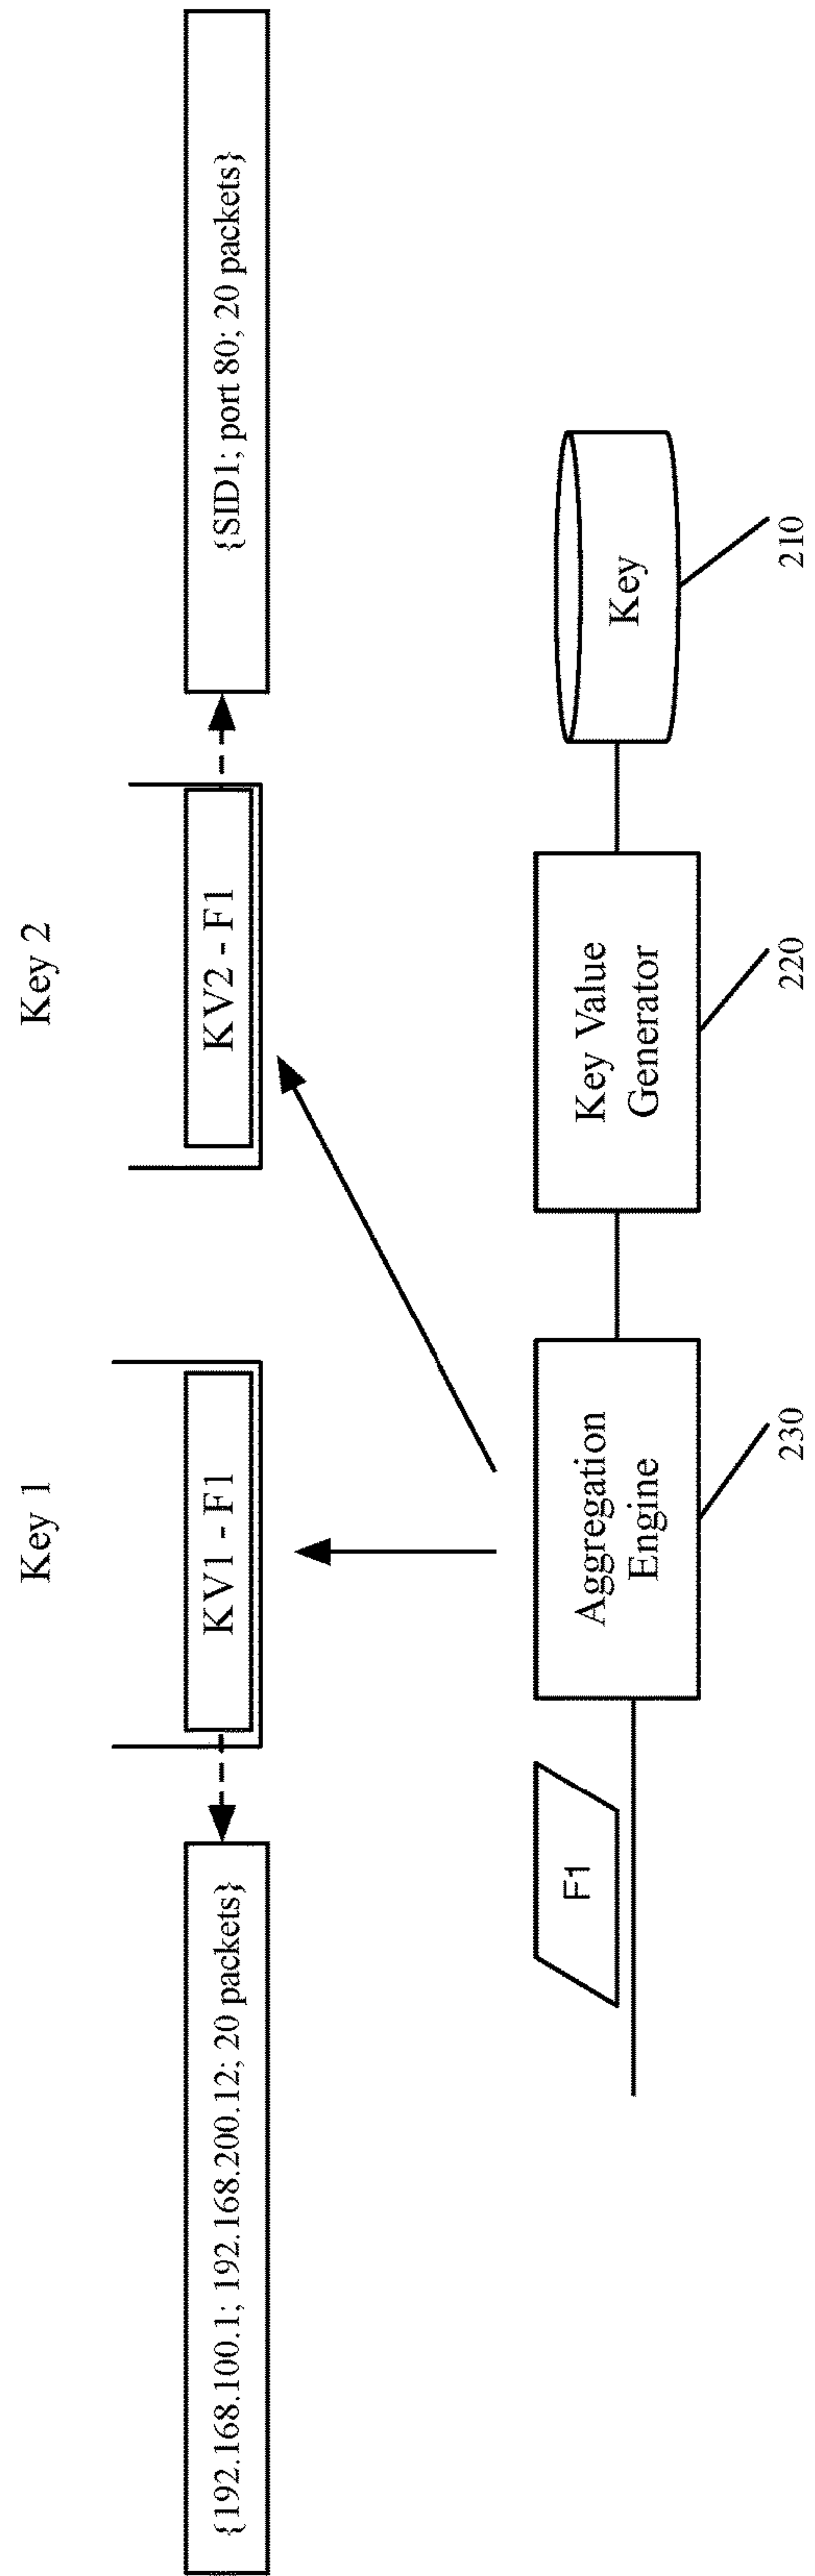 Key 1
Key 2
{192.168.100.1; 192.168.200.12; 20 packets}
KV1 - F1
KV2 - F1
{SID1; port 80; 20 packets}
F1
Aggregation
Engine
Key Value
Generator
Key
230
220
210